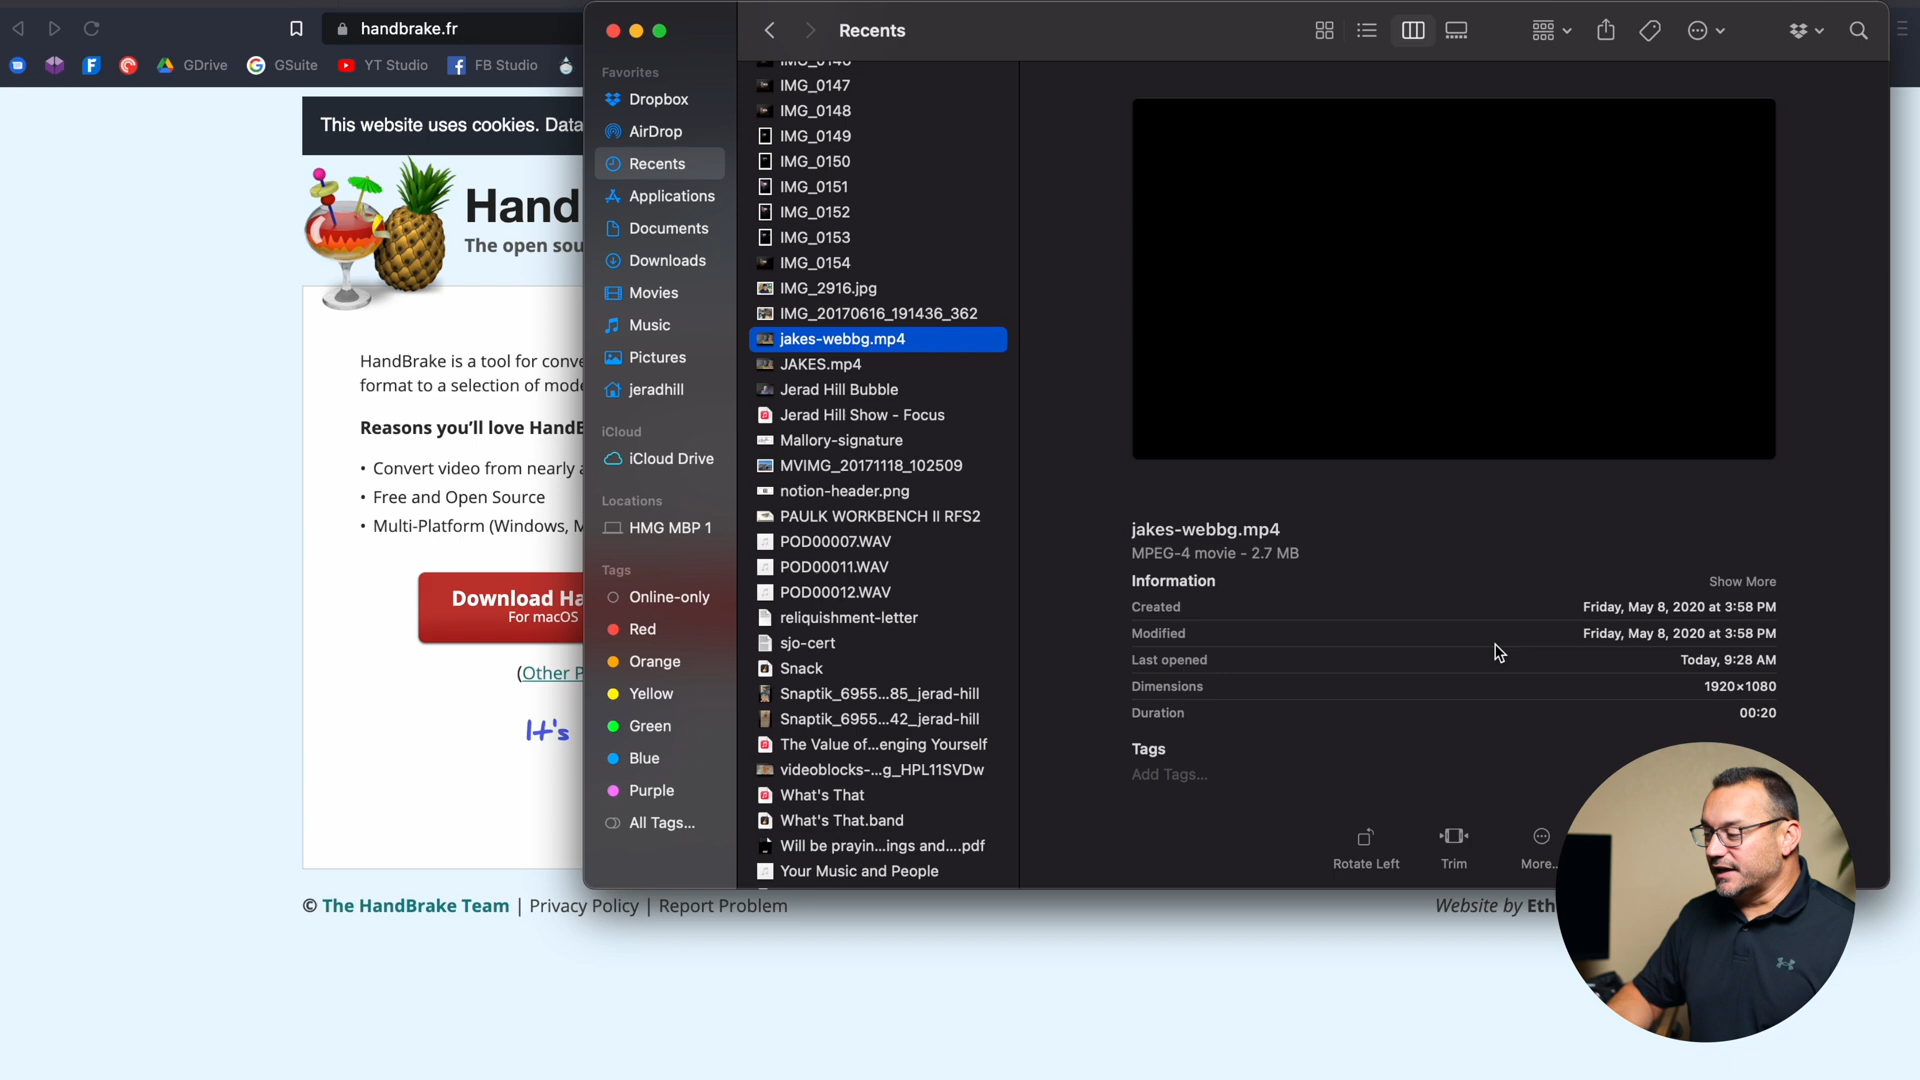 handbrake.fr
GDrive
GSuite
YT Studio
FB Studio
This website uses cookies. Data
Hand
The open sou
HandBrake is a tool for conve
format to a selection of mode
Reasons you'll love HandB
• Convert video from nearly a
• Free and Open Source
• Multi-Platform (Windows, M
Download Ha
For macOS
(Other P
It's
© The HandBrake Team | Privacy Policy | Report Problem
Website by Eth
Favorites
Dropbox
AirDrop
Recents
Applications
Documents
Downloads
Movies
Music
Pictures
jeradhill
iCloud
iCloud Drive
Locations
HMG MBP 1
Tags
Online-only
Red
Orange
Yellow
Green
Blue
Purple
All Tags...
Recents
IMG_0147
IMG_0148
IMG_0149
IMG_0150
IMG_0151
IMG_0152
IMG_0153
IMG_0154
IMG_2916.jpg
IMG_20170616_191436_362
jakes-webbg.mp4
JAKES.mp4
Jerad Hill Bubble
Jerad Hill Show - Focus
Mallory-signature
MVIMG_20171118_102509
notion-header.png
PAULK WORKBENCH II RFS2
POD00007.WAV
POD00011.WAV
POD00012.WAV
reliquishment-letter
sjo-cert
Snack
Snaptik_6955...85_jerad-hill
Snaptik_6955...42_jerad-hill
The Value of...enging Yourself
videoblocks-...g_HPL11SVDw
What's That
What's That.band
Will be prayin...ings and....pdf
Your Music and People
jakes-webbg.mp4
MPEG-4 movie - 2.7 MB
Information Show More
Created Friday, May 8, 2020 at 3:58 PM
Modified Friday, May 8, 2020 at 3:58 PM
Last opened Today, 9:28 AM
Dimensions 1920×1080
Duration 00:20
Tags
Add Tags...
Rotate Left
Trim
More..